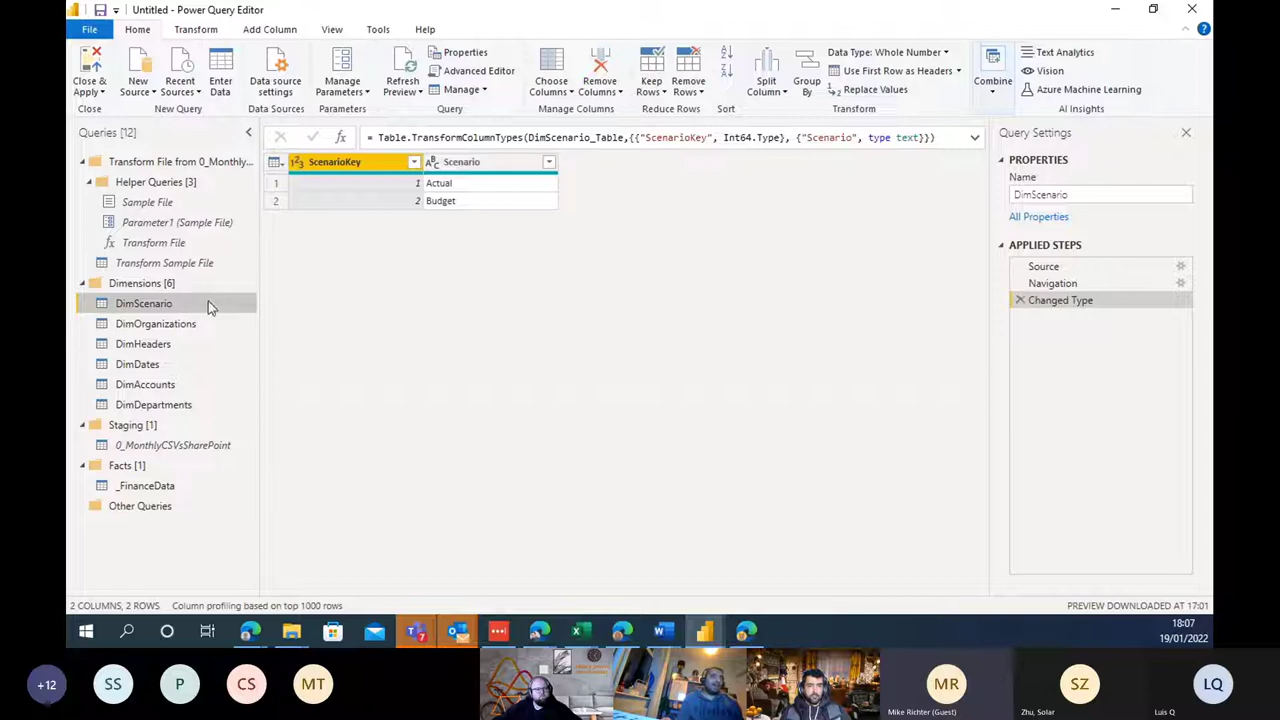 Untitled - Power Query Editor
File Home Transform Add Column View Tools Help
Close & Apply
New Source
Recent Sources
Enter Data
Data source settings
Manage Parameters
Refresh Preview
Properties
Advanced Editor
Manage
Choose Columns
Remove Columns
Keep Rows
Remove Rows
Split Column
Group By
Data Type: Whole Number
Use First Row as Headers
Replace Values
Combine
Text Analytics
Vision
Azure Machine Learning
Close New Query Data Sources Parameters Query Manage Columns Reduce Rows Sort Transform AI Insights
Queries [12]
= Table.TransformColumnTypes(DimScenario_Table,{{"ScenarioKey", Int64.Type}, {"Scenario", type text}})
Transform File from 0_Monthly...
Helper Queries [3]
Sample File
Parameter1 (Sample File)
Transform File
Transform Sample File
Dimensions [6]
DimScenario
DimOrganizations
DimHeaders
DimDates
DimAccounts
DimDepartments
Staging [1]
0_MonthlyCSVsSharePoint
Facts [1]
_FinanceData
Other Queries
ScenarioKey Scenario
1 1 Actual
2 2 Budget
Query Settings
PROPERTIES
Name
DimScenario
All Properties
APPLIED STEPS
Source
Navigation
Changed Type
2 COLUMNS, 2 ROWS Column profiling based on top 1000 rows
PREVIEW DOWNLOADED AT 17:01
18:07
19/01/2022
+12 SS P CS MT MR SZ LQ
Mike Richter (Guest) Zhu, Solar Luis Q